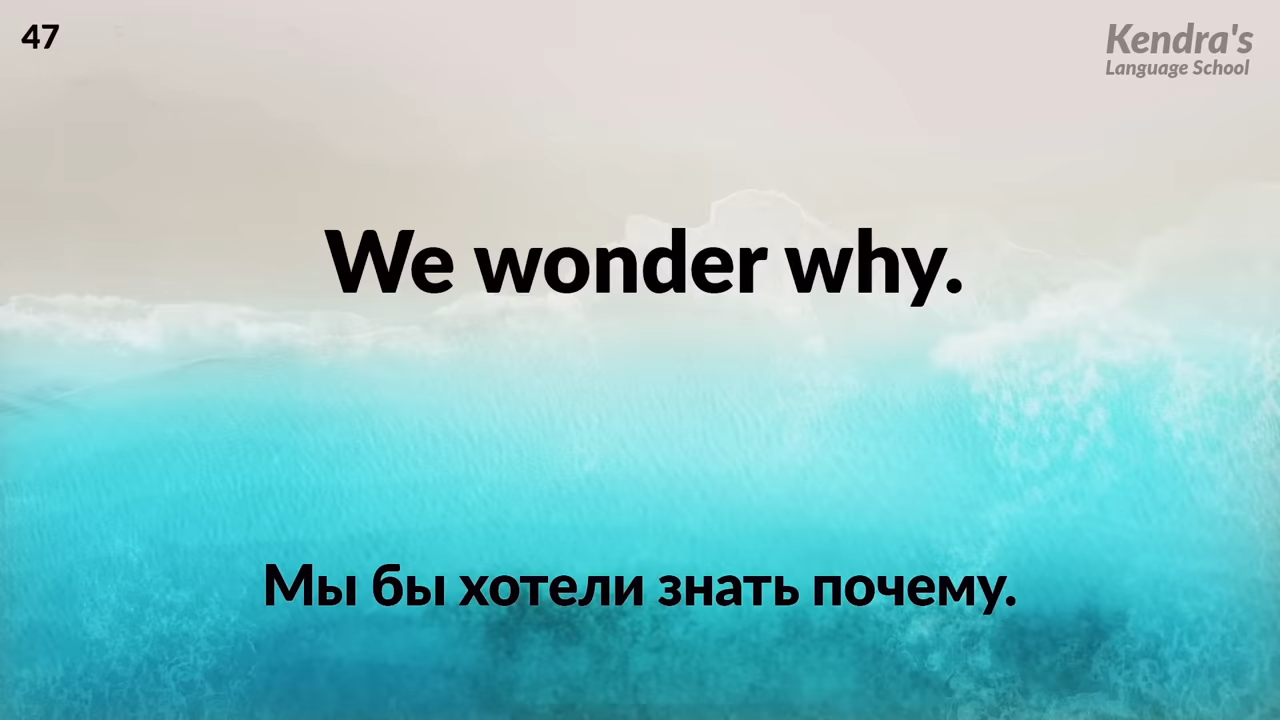 47
Kendra's
Language School
We wonder why.
Мы бы хотели знать почему.